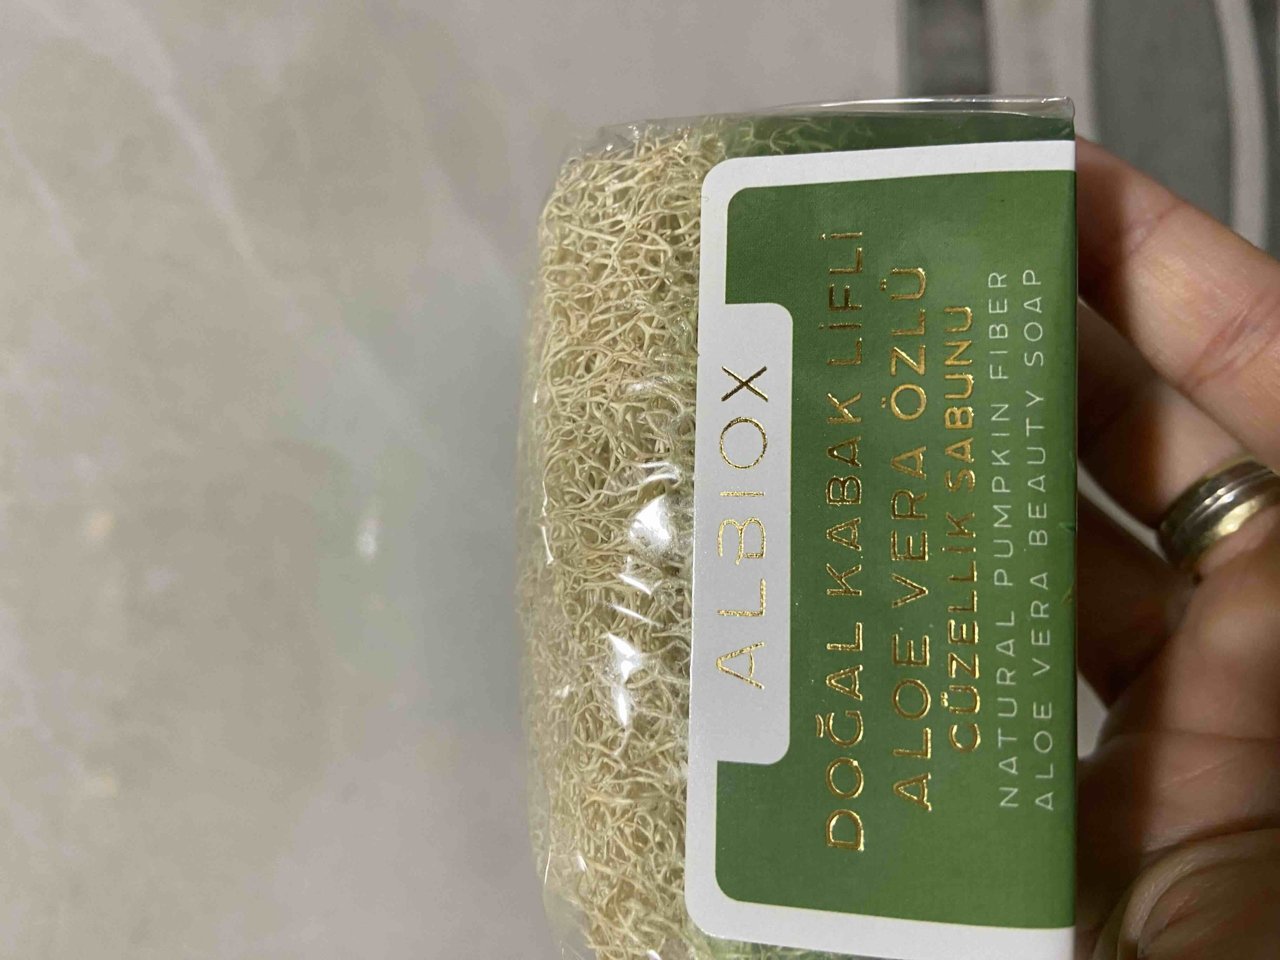 ALBIOX
DOĞAL KABAK LİFLİ
ALOE VERA ÖZLÜ
GÜZELLİK SABUNU
NATURAL PUMPKIN FIBER
ALOE VERA BEAUTY SOAP